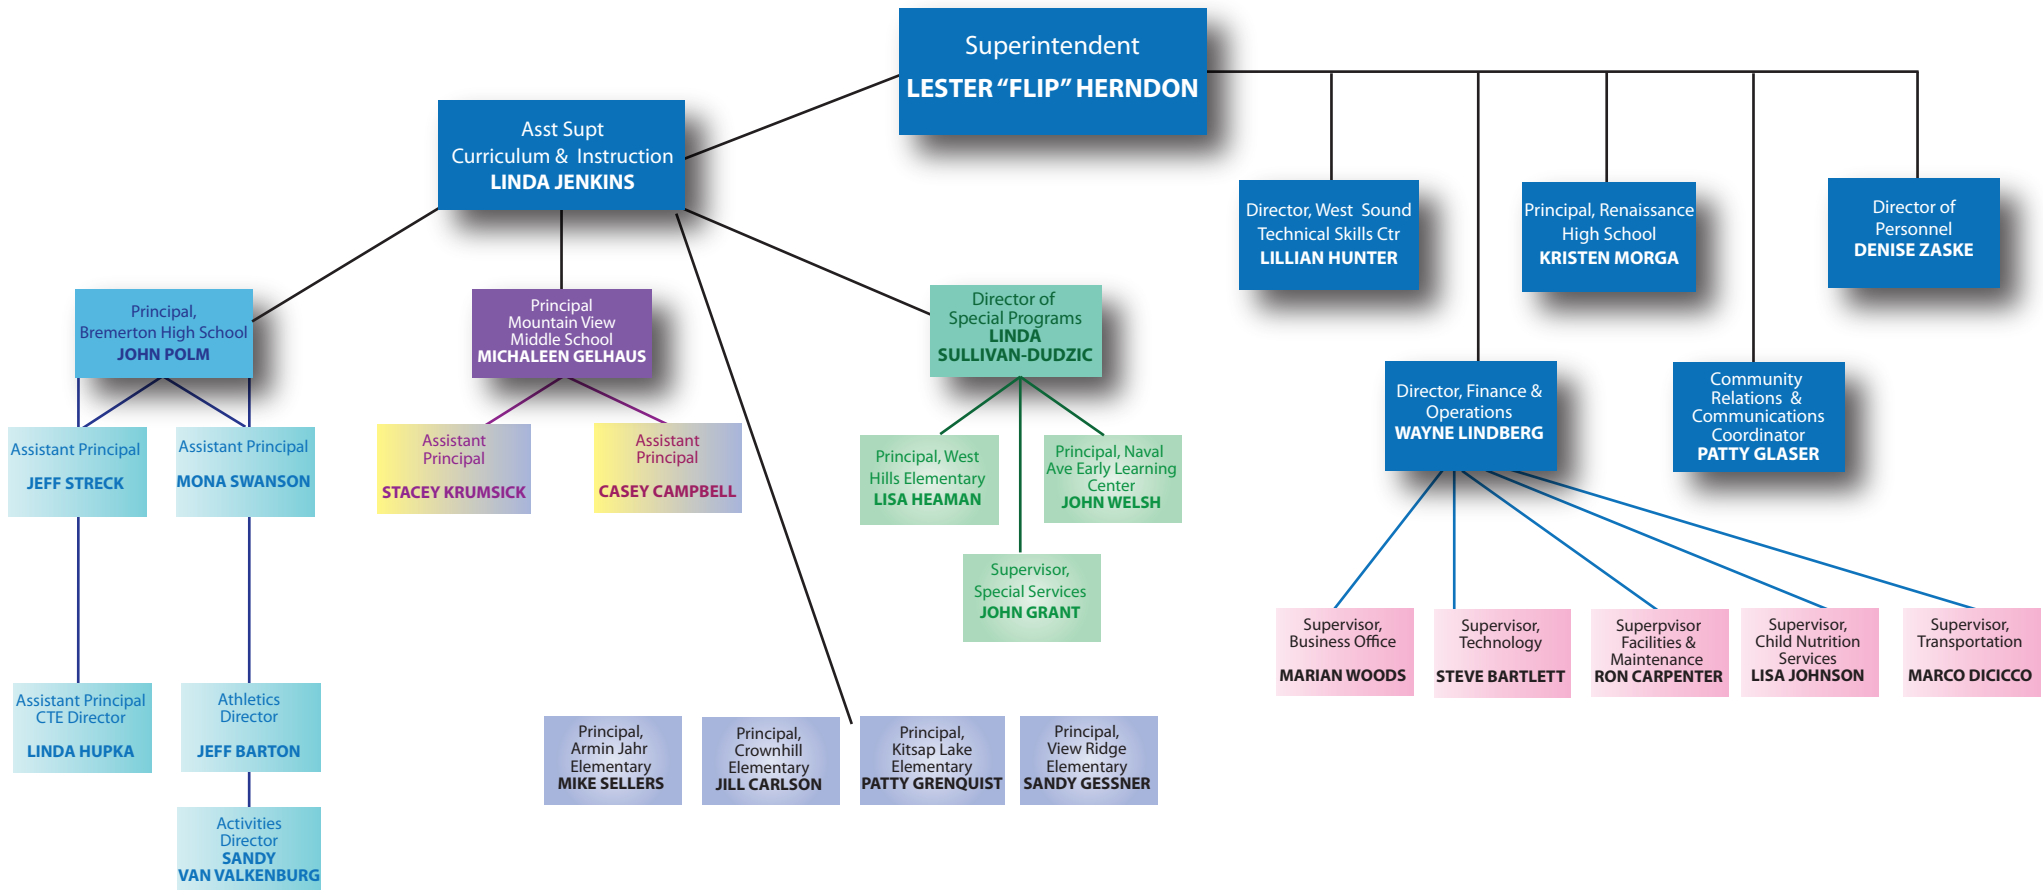 Superintendent
LESTER “FLIP” HERNDON
Asst Supt
Curriculum & Instruction
LINDA JENKINS
Director, West Sound
Technical Skills Ctr
LILLIAN HUNTER
Principal, Renaissance
High School
KRISTEN MORGA
Director of
Personnel
DENISE ZASKE
Principal,
Bremerton High School
JOHN POLM
Principal
Mountain View
Middle School
MICHALEEN GELHAUS
Director of
Special Programs
LINDA
SULLIVAN-DUDZIC
Director, Finance &
Operations
WAYNE LINDBERG
Community
Relations &
Communications
Coordinator
PATTY GLASER
Assistant Principal
JEFF STRECK
Assistant Principal
MONA SWANSON
Assistant
Principal
STACEY KRUMSICK
Assistant
Principal
CASEY CAMPBELL
Principal, West
Hills Elementary
LISA HEAMAN
Principal, Naval
Ave Early Learning
Center
JOHN WELSH
Supervisor,
Special Services
JOHN GRANT
Supervisor,
Business Office
MARIAN WOODS
Supervisor,
Technology
STEVE BARTLETT
Superpvisor
Facilities &
Maintenance
RON CARPENTER
Supervisor,
Child Nutrition
Services
LISA JOHNSON
Supervisor,
Transportation
MARCO DICICCO
Assistant Principal
CTE Director
LINDA HUPKA
Athletics
Director
JEFF BARTON
Principal,
Armin Jahr
Elementary
MIKE SELLERS
Principal,
Crownhill
Elementary
JILL CARLSON
Principal,
Kitsap Lake
Elementary
PATTY GRENQUIST
Principal,
View Ridge
Elementary
SANDY GESSNER
Activities
Director
SANDY
VAN VALKENBURG